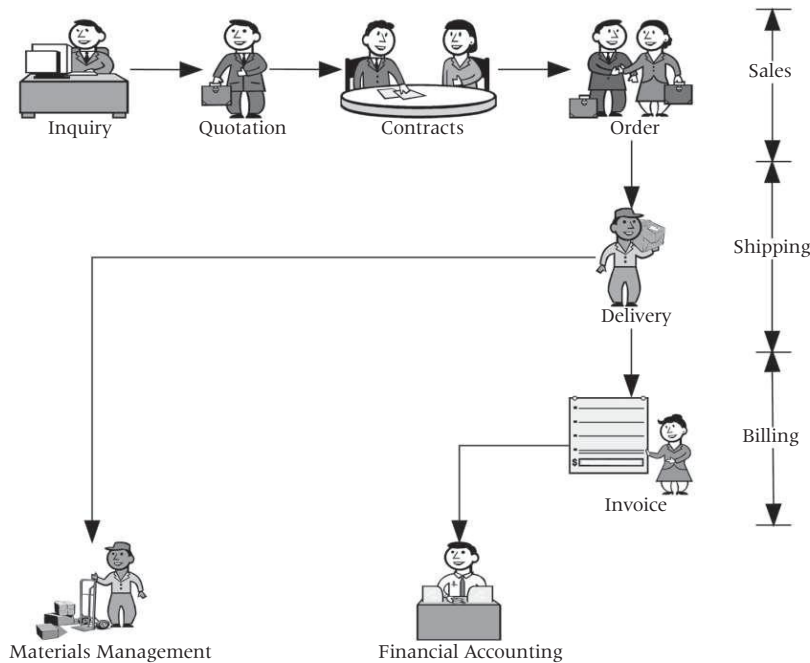 Inquiry
Quotation
Contracts
Order
Sales
Shipping
Delivery
Billing
$
Invoice
Materials Management
Financial Accounting